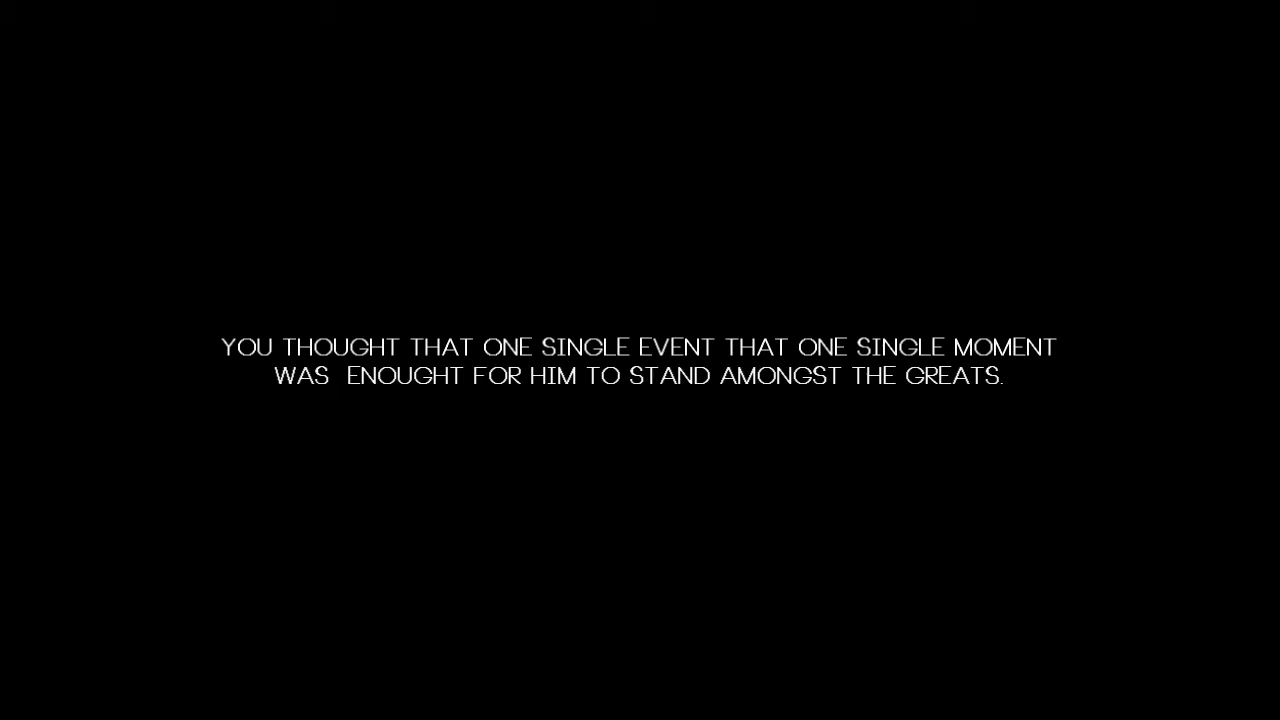 YOU THOUGHT THAT ONE SINGLE EVENT THAT ONE SINGLE MOMENT
WAS  ENOUGHT FOR HIM TO STAND AMONGST THE GREATS.